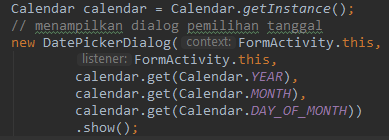 Calendar calendar = Calendar.getInstance();
// menampilkan dialog pemilihan tanggal
new DatePickerDialog( context: FormActivity.this,
listener: FormActivity.this,
calendar.get(Calendar.YEAR),
calendar.get(Calendar.MONTH),
calendar.get(Calendar.DAY_OF_MONTH))
.show();